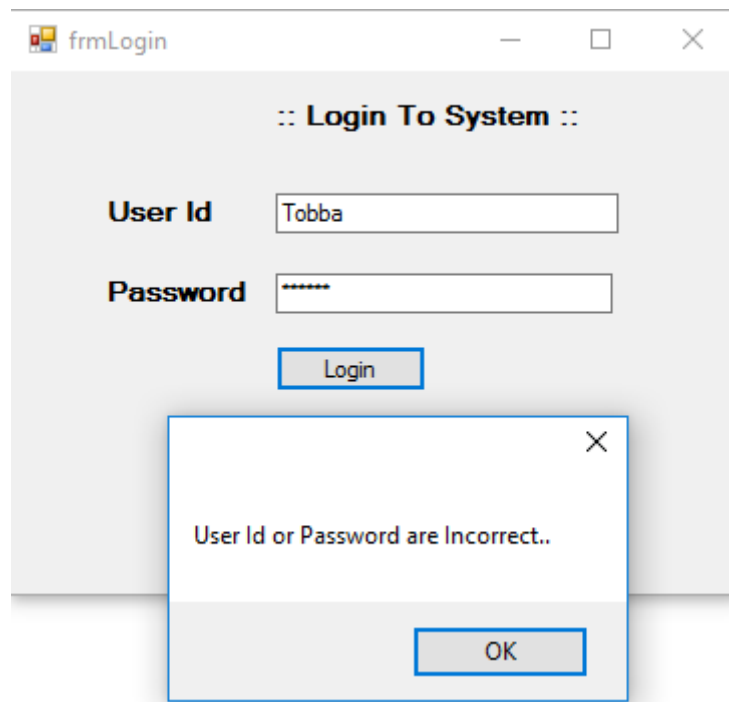 frmLogin
:: Login To System ::
User Id Tobba
Password ******
Login
User Id or Password are Incorrect..
OK